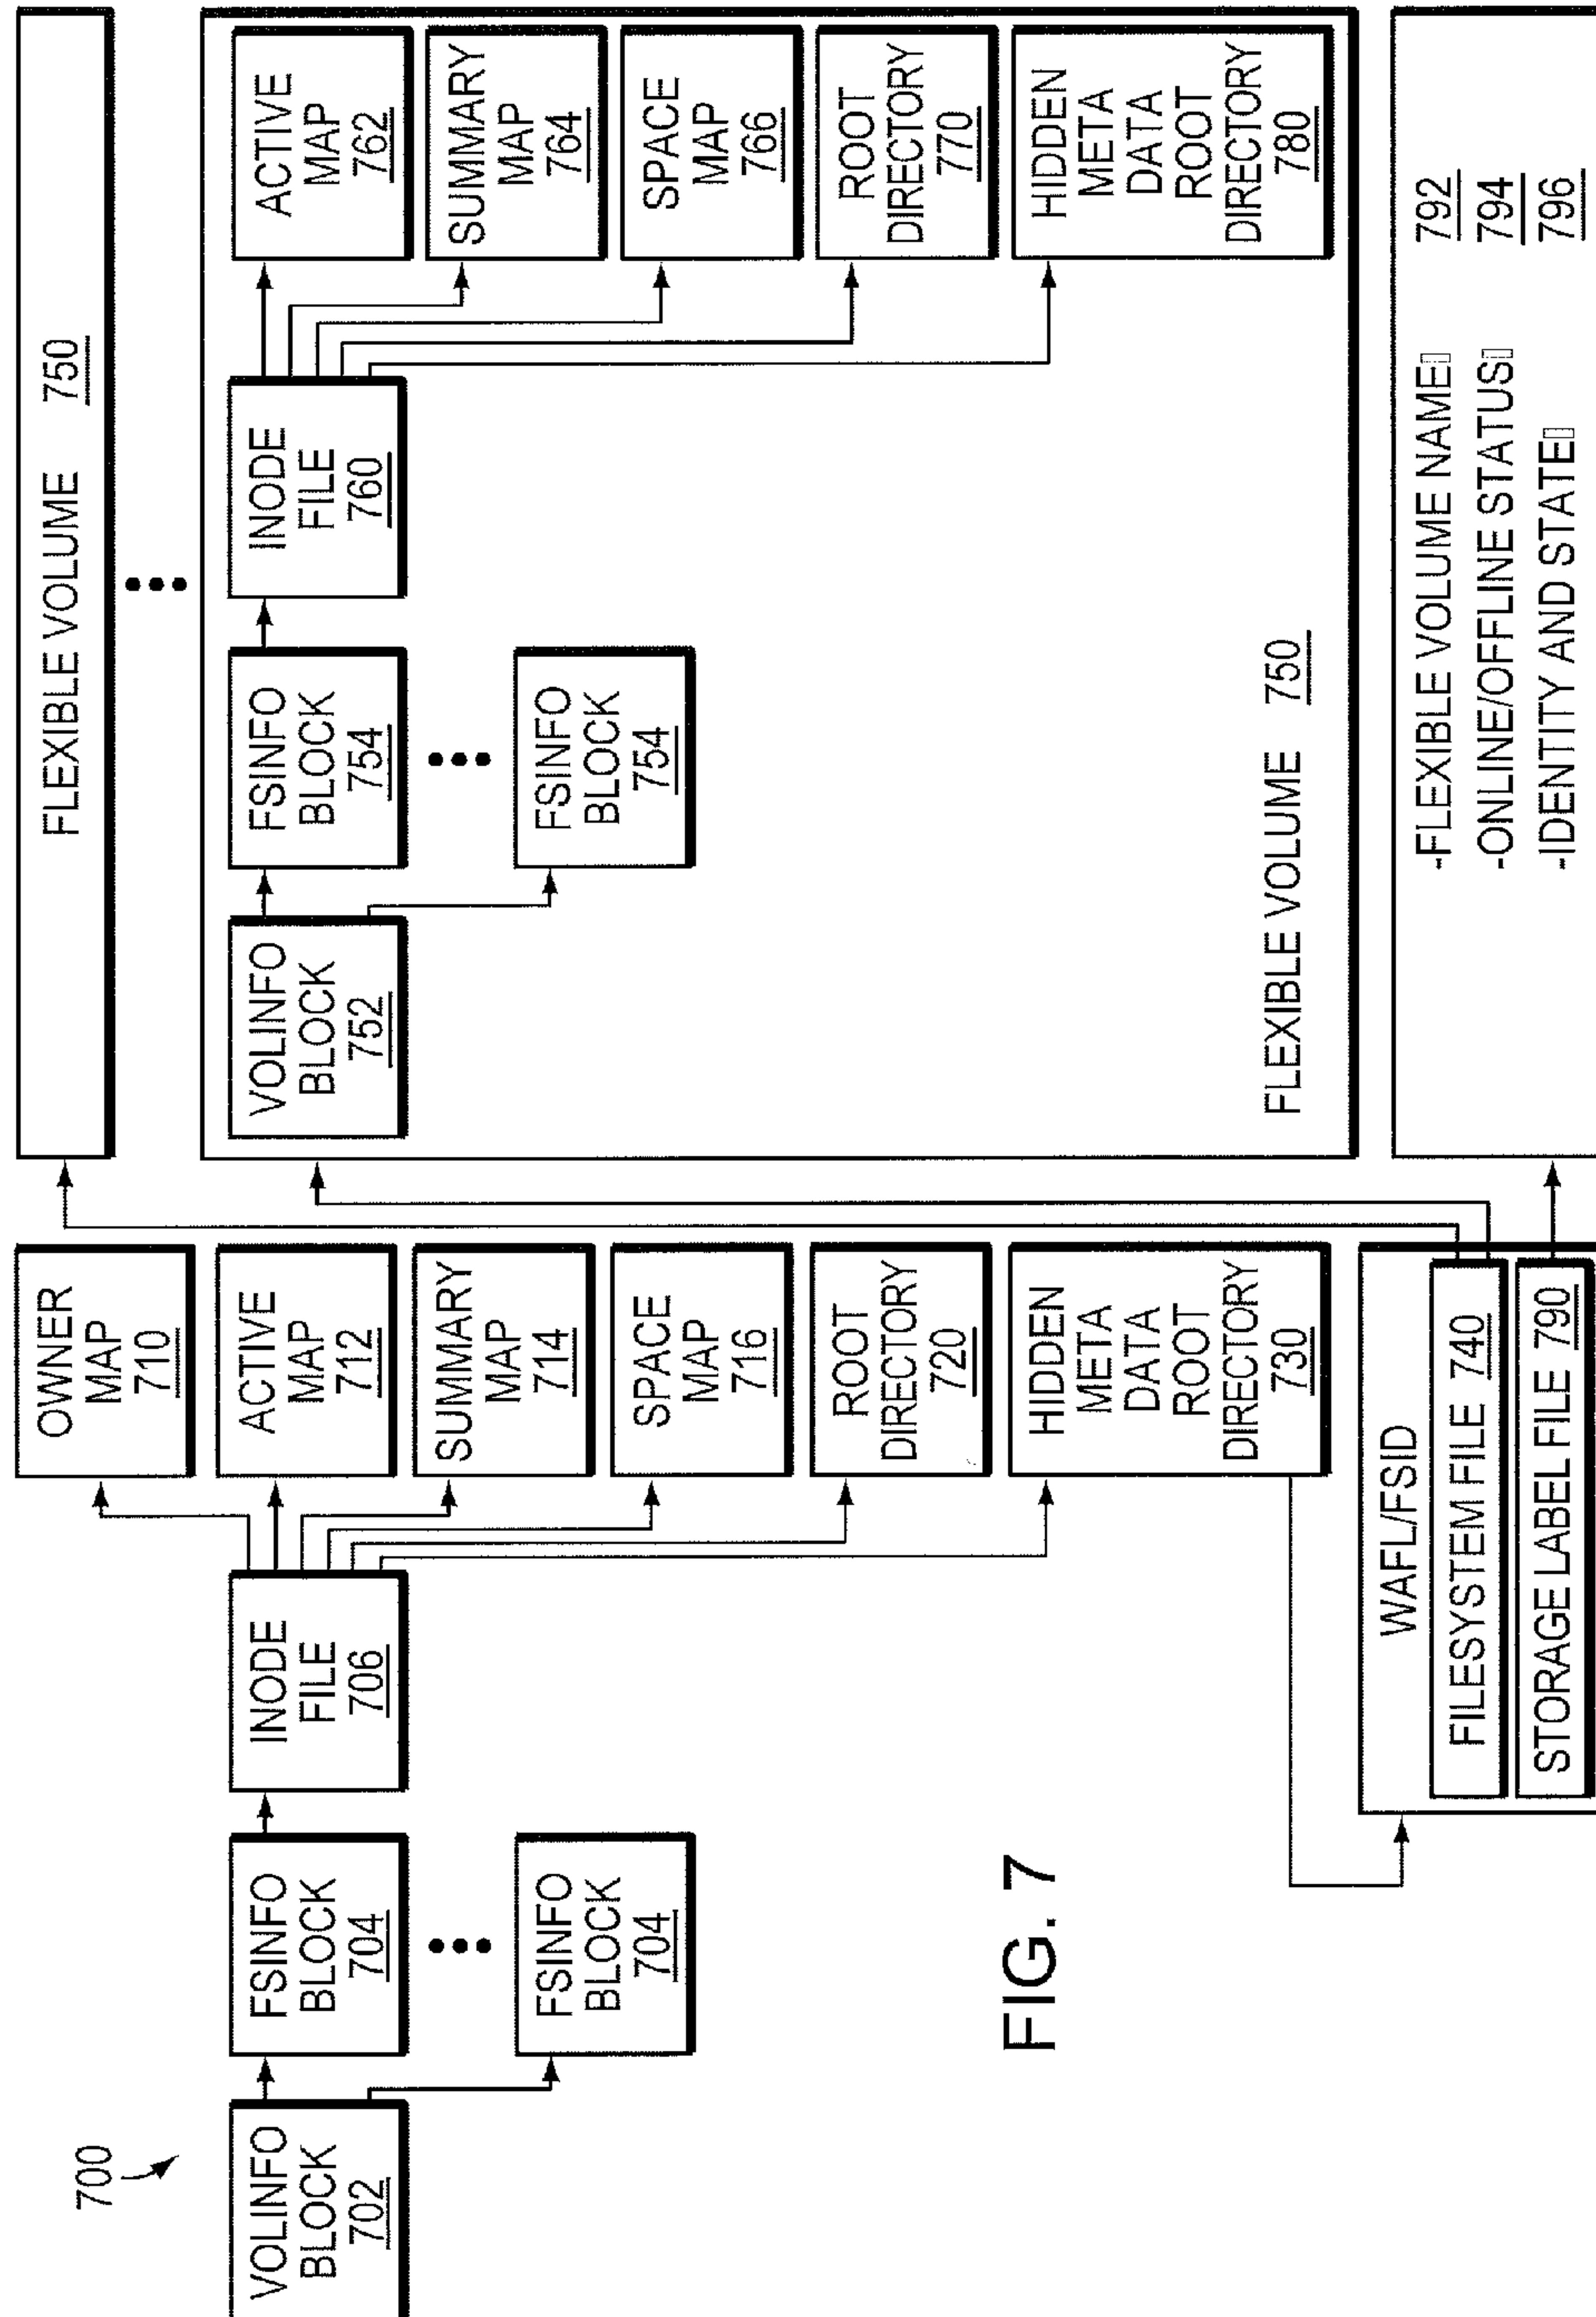 700
VOLINFO
BLOCK
702
FSINFO
BLOCK
704
FSINFO
BLOCK
704
INODE
FILE
706
OWNER
MAP
710
ACTIVE
MAP
712
SUMMARY
MAP
714
SPACE
MAP
716
ROOT
DIRECTORY
720
HIDDEN
META
DATA
ROOT
DIRECTORY
730
WAFL/FSID
FILESYSTEM FILE 740
STORAGE LABEL FILE 790
FLEXIBLE VOLUME 750
VOLINFO
BLOCK
752
FSINFO
BLOCK
754
FSINFO
BLOCK
754
INODE
FILE
760
ACTIVE
MAP
762
SUMMARY
MAP
764
SPACE
MAP
766
ROOT
DIRECTORY
770
HIDDEN
META
DATA
ROOT
DIRECTORY
780
FLEXIBLE VOLUME 750
-FLEXIBLE VOLUME NAME 792
-ONLINE/OFFLINE STATUS 794
-IDENTITY AND STATE 796
FIG. 7